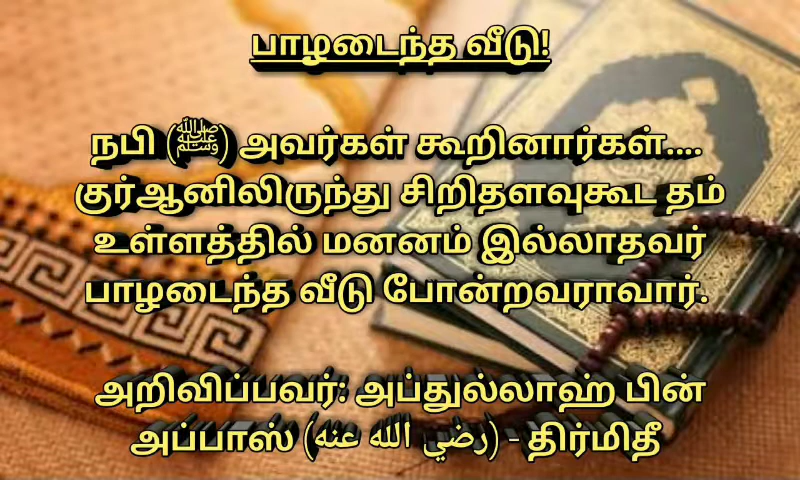 பாழடைந்த வீடு!
நபி (ﷺ) அவர்கள் கூறினார்கள்....
குர்ஆனிலிருந்து சிறிதளவுகூட தம்
உள்ளத்தில் மனனம் இல்லாதவர்
பாழடைந்த வீடு போன்றவராவார்.
அறிவிப்பவர்: அப்துல்லாஹ் பின்
அப்பாஸ் (رضي الله عنه) - திர்மிதீ